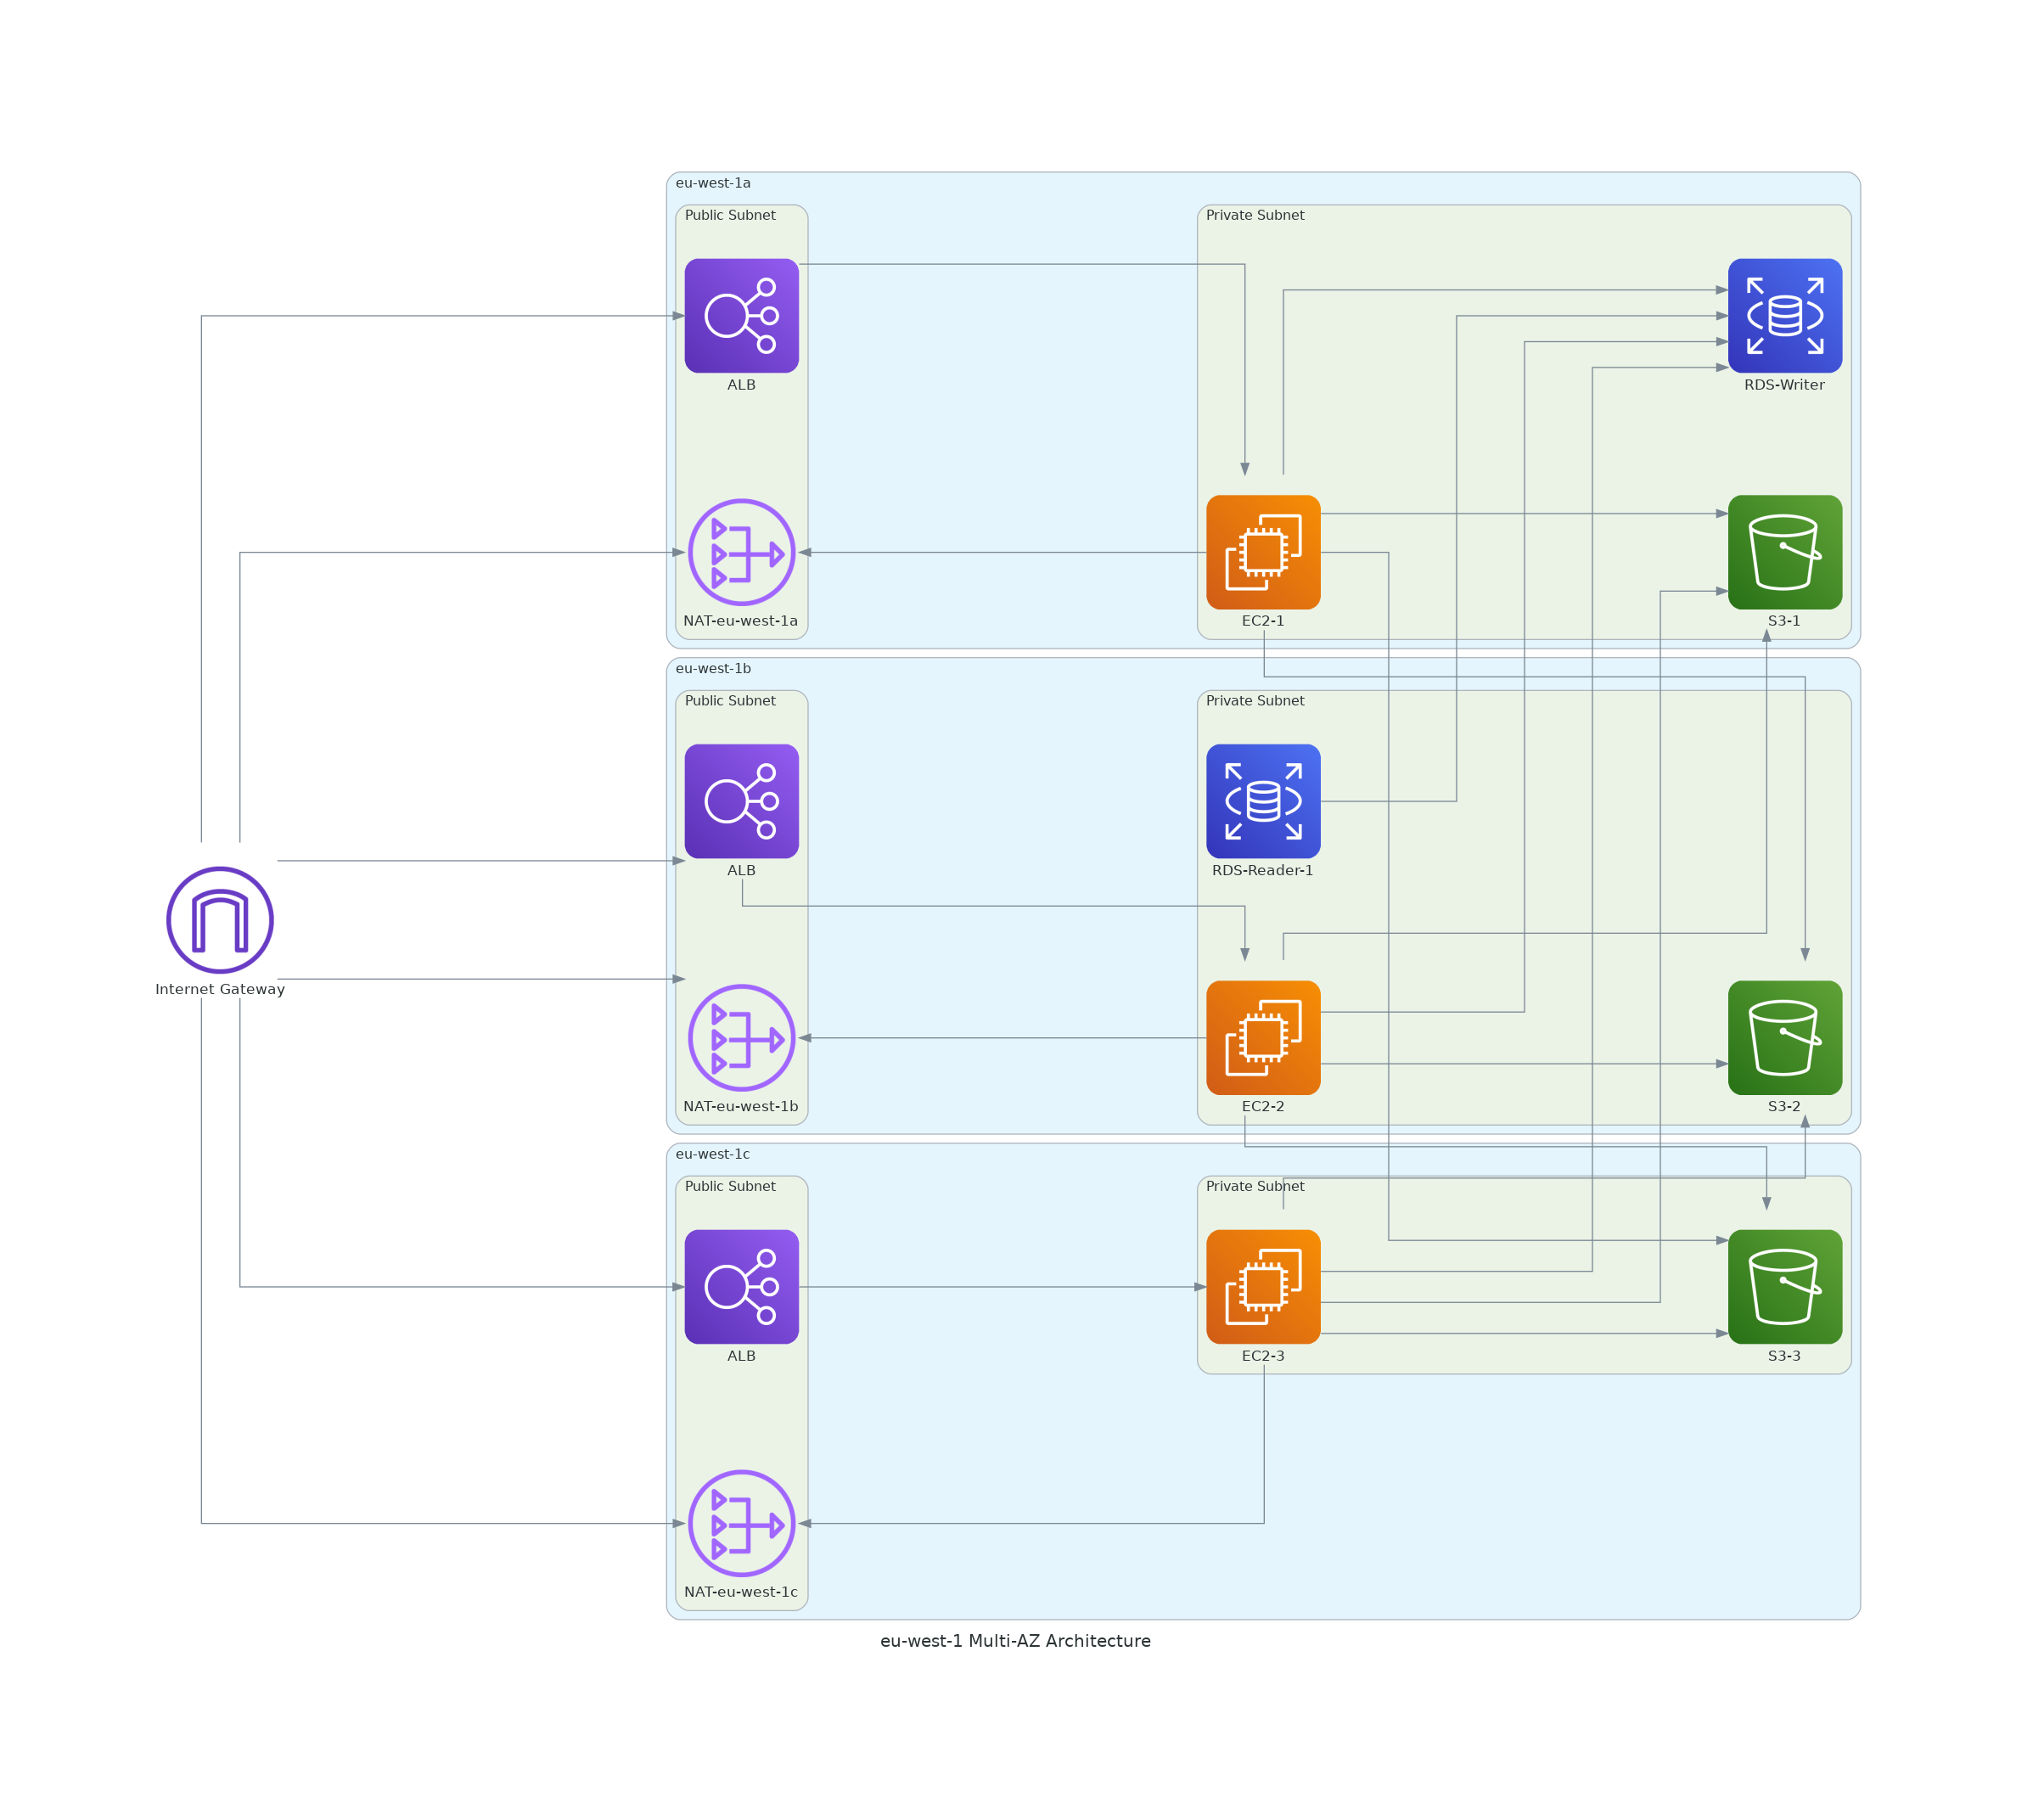 eu-west-1a
Public Subnet
Private Subnet
ALB
RDS-Writer
NAT-eu-west-1a
EC2-1
S3-1
eu-west-1b
Public Subnet
Private Subnet
ALB
RDS-Reader-1
Internet Gateway
NAT-eu-west-1b
EC2-2
S3-2
eu-west-1c
Public Subnet
Private Subnet
ALB
EC2-3
S3-3
NAT-eu-west-1c
eu-west-1 Multi-AZ Architecture